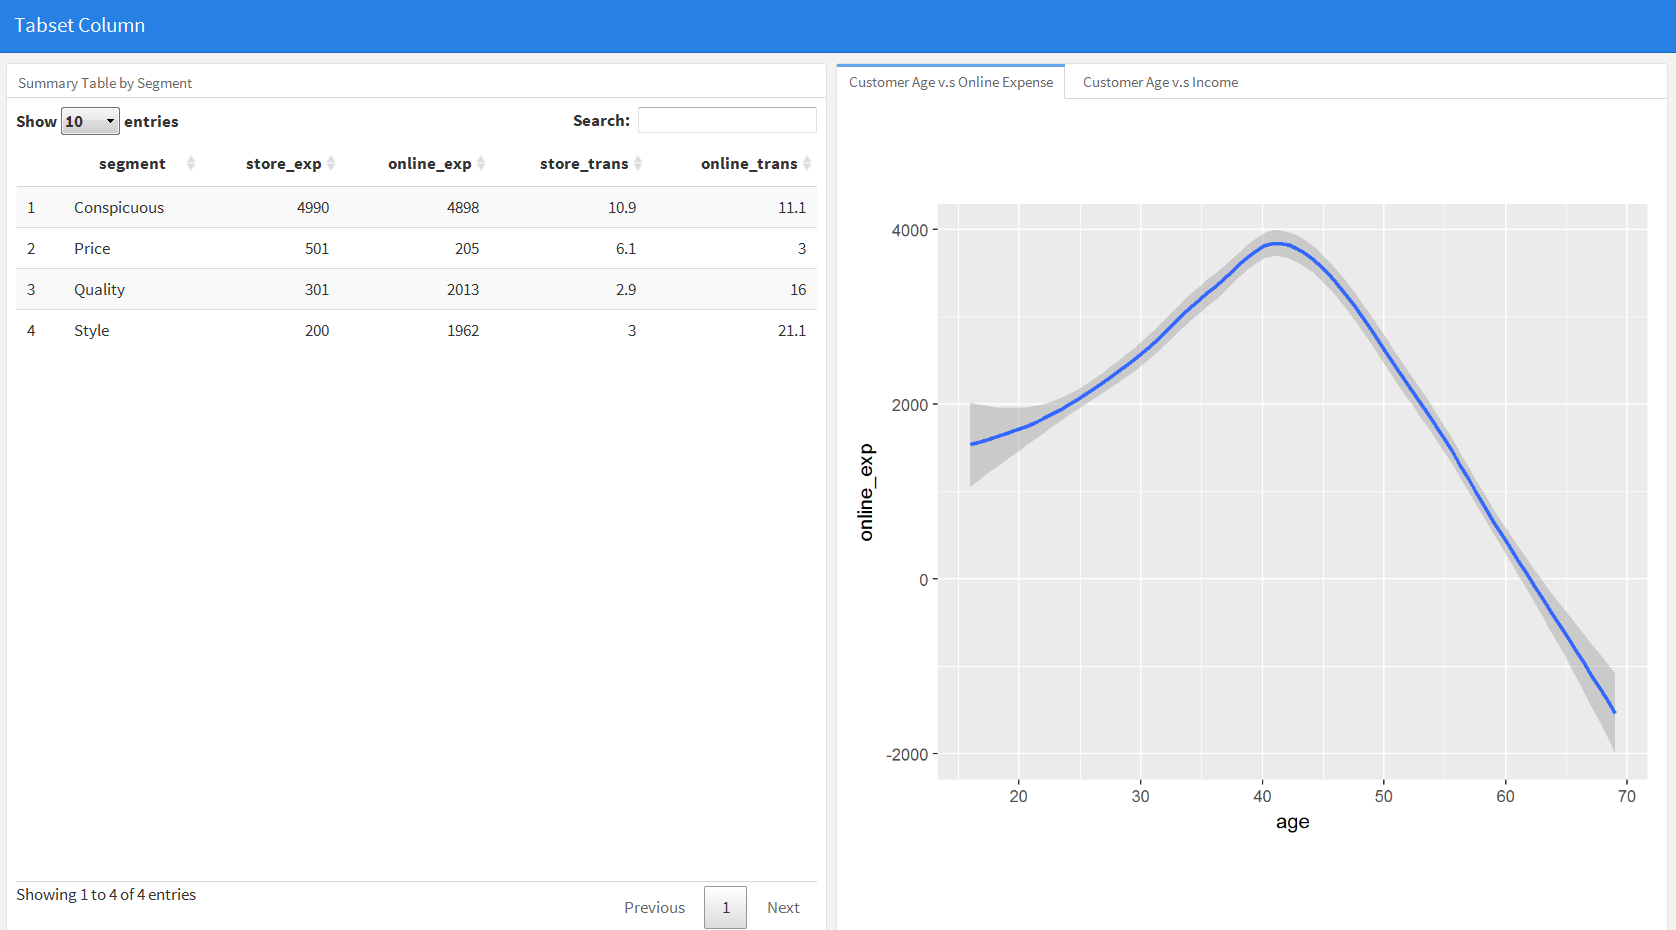 Tabset Column
Summary Table by Segment
Show 10 entries
Search:
segment store_exp online_exp store_trans online_trans
1 Conspicuous 4990 4898 10.9 11.1
2 Price 501 205 6.1 3
3 Quality 301 2013 2.9 16
4 Style 200 1962 3 21.1
Showing 1 to 4 of 4 entries
Previous 1 Next
Customer Age v.s Online Expense Customer Age v.s Income
online_exp
4000
2000
0
-2000
20 30 40 50 60 70
age